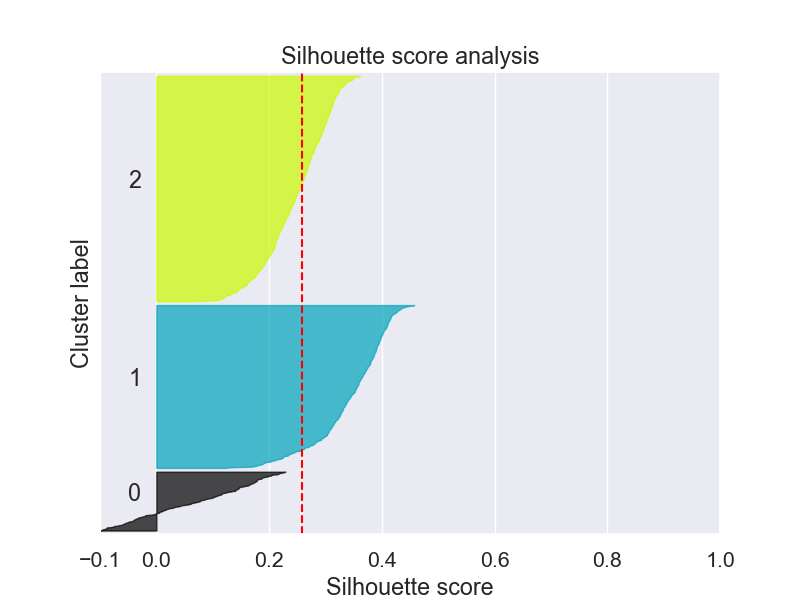 Silhouette score analysis
Cluster label
2
1
0
−0.1 0.0 0.2 0.4 0.6 0.8 1.0
Silhouette score